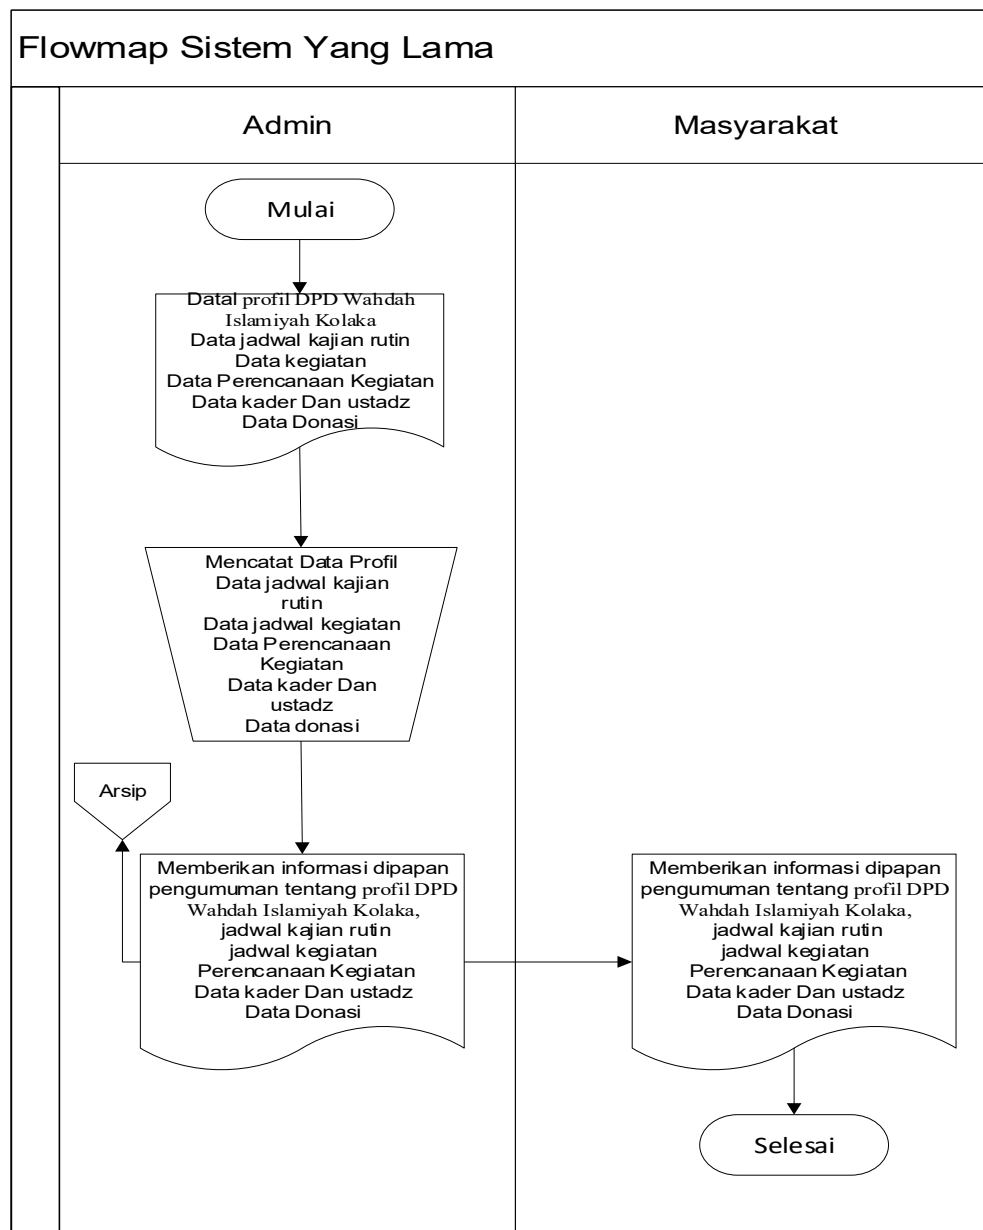 Flowmap Sistem Yang Lama
Admin
Masyarakat
Mulai
Datal profil DPD Wahdah
Islamiyah Kolaka
Data jadwal kajian rutin
Data kegiatan
Data Perencanaan Kegiatan
Data kader Dan ustadz
Data Donasi
Mencatat Data Profil
Data jadwal kajian
rutin
Data jadwal kegiatan
Data Perencanaan
Kegiatan
Data kader Dan
ustadz
Data donasi
Arsip
Memberikan informasi dipapan
pengumuman tentang profil DPD
Wahdah Islamiyah Kolaka,
jadwal kajian rutin
jadwal kegiatan
Perencanaan Kegiatan
Data kader Dan ustadz
Data Donasi
Memberikan informasi dipapan
pengumuman tentang profil DPD
Wahdah Islamiyah Kolaka,
jadwal kajian rutin
jadwal kegiatan
Perencanaan Kegiatan
Data kader Dan ustadz
Data Donasi
Selesai